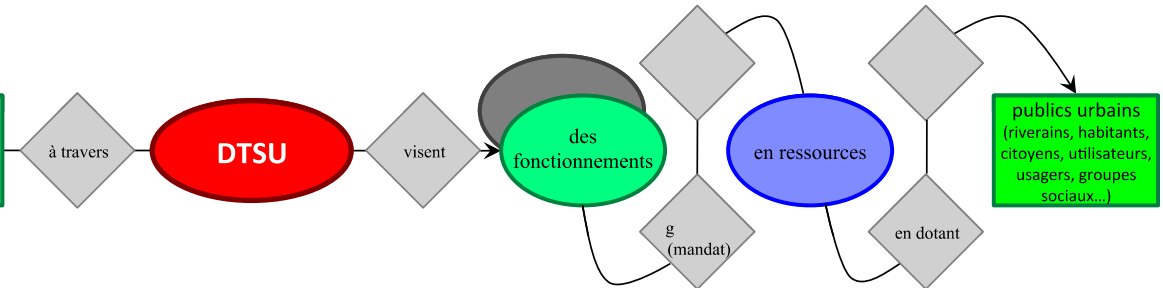 à travers
DTSU
visent
des
fonctionnements
g
(mandat)
en ressources
en dotant
publics urbains
(riverains, habitants,
citoyens, utilisateurs,
usagers, groupes
sociaux...)